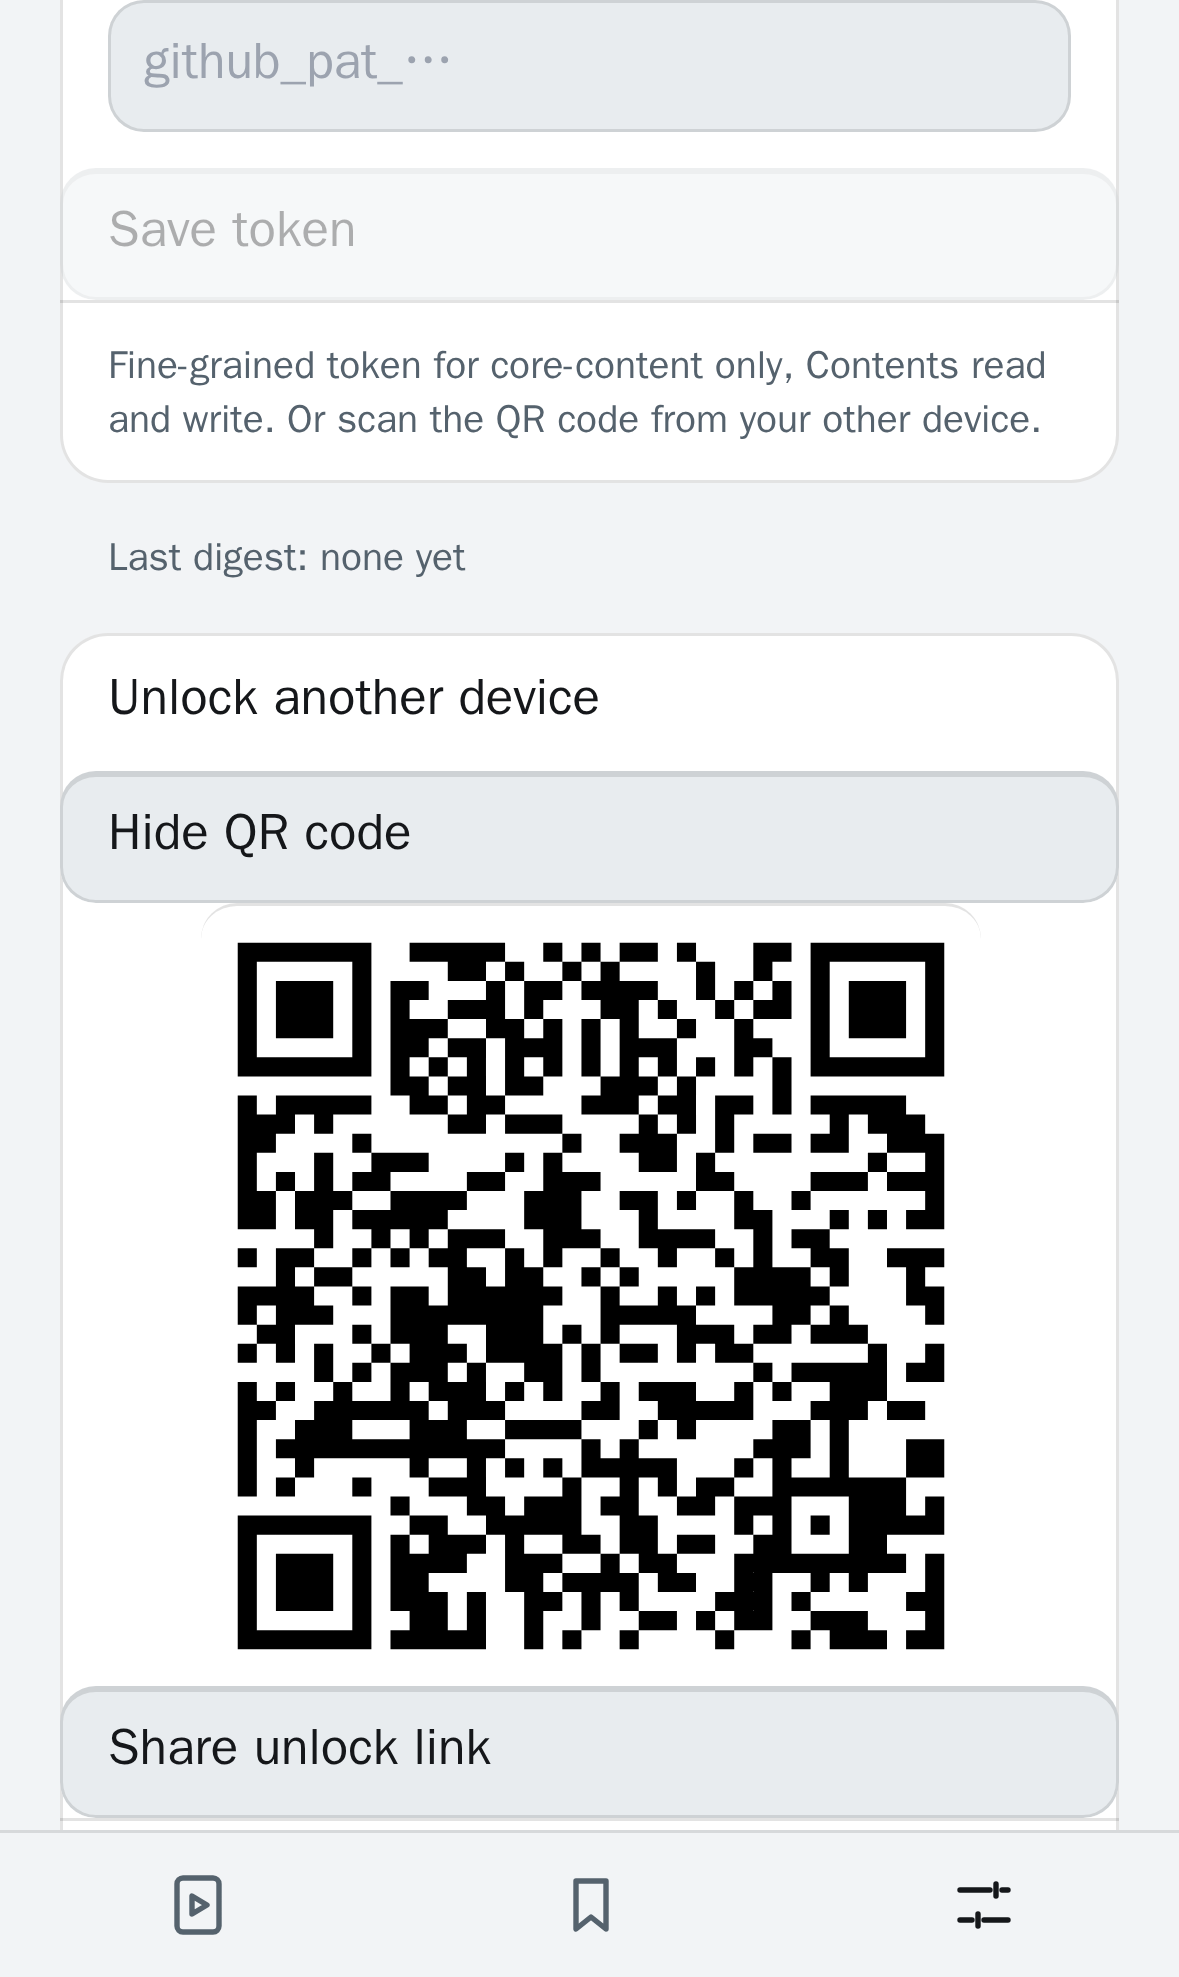 github_pat_···
Save token
Fine-grained token for core-content only, Contents read
and write. Or scan the QR code from your other device.
Last digest: none yet
Unlock another device
Hide QR code
Share unlock link